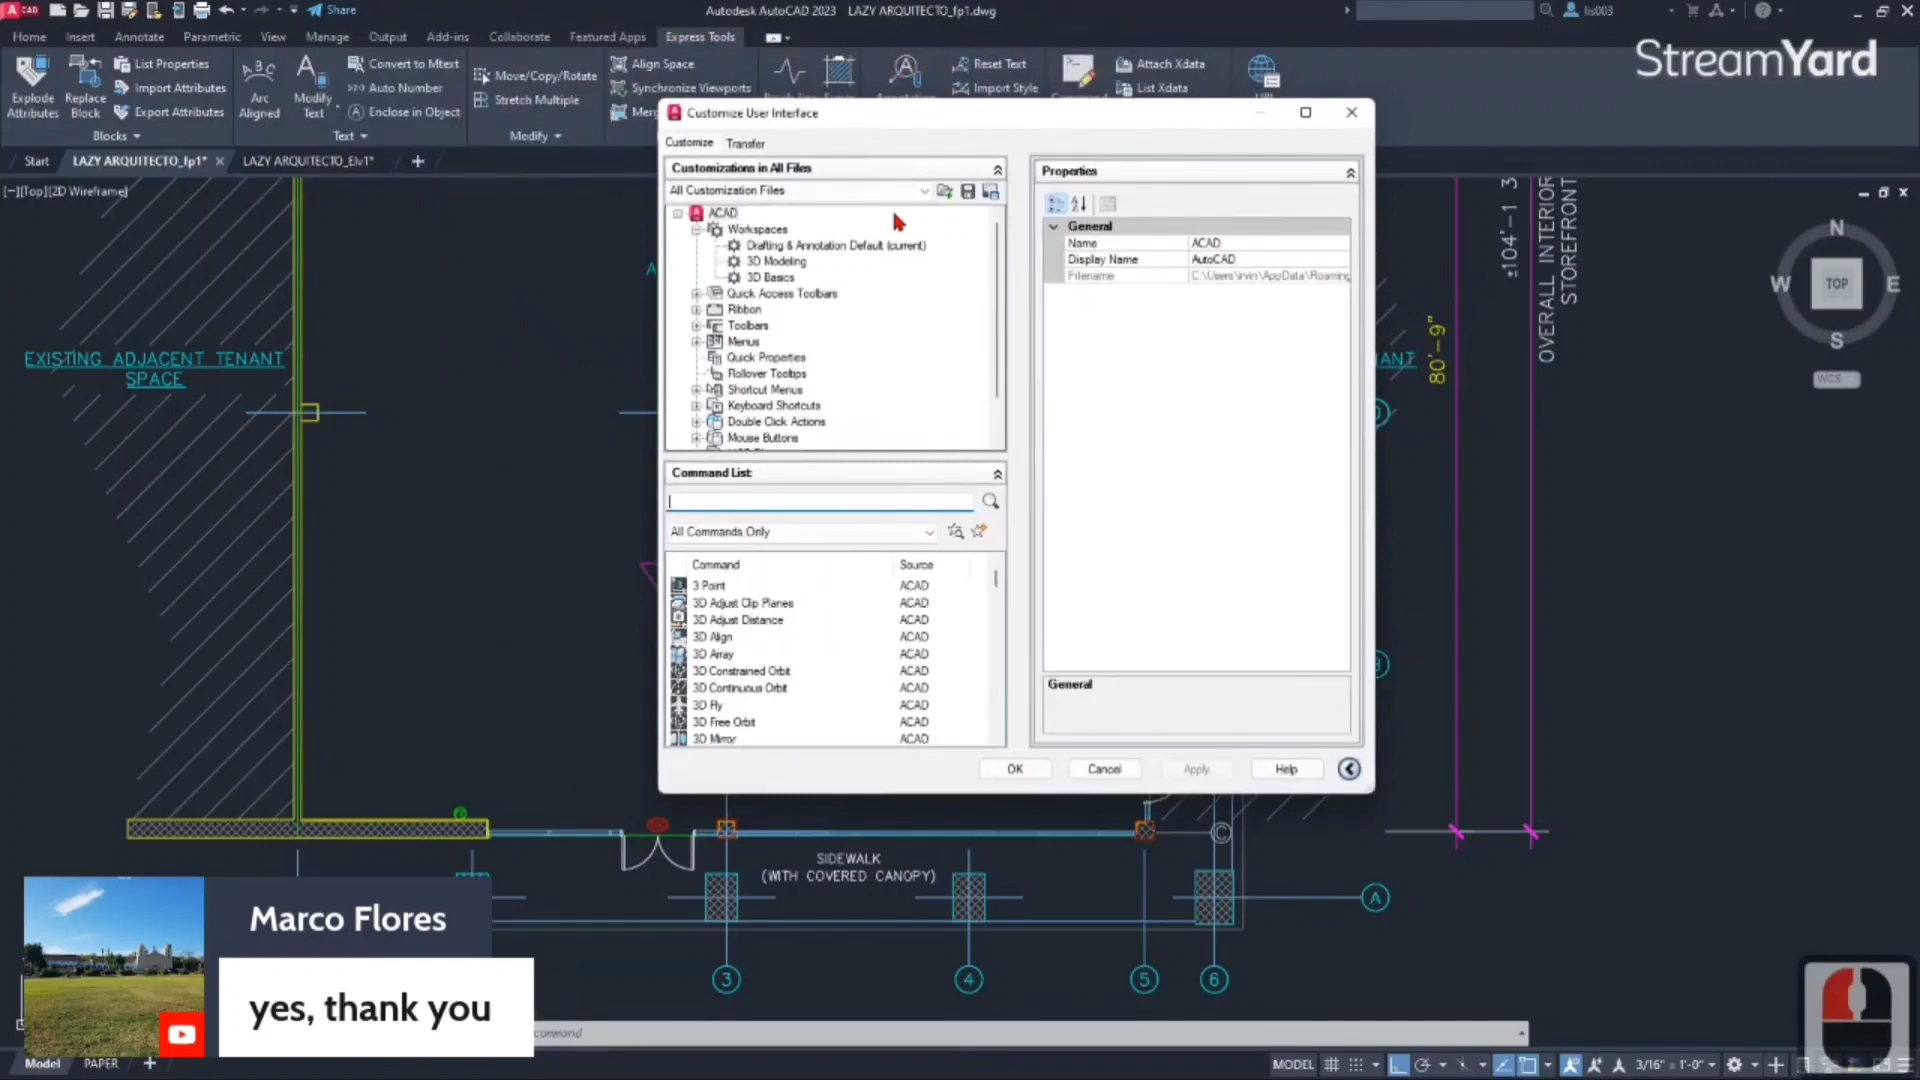 CAD
Share
Autodesk AutoCAD 2023 LAZY ARQUITECTO_fp1.dwg
lis003
Home Insert Annotate Parametric View Manage Output Add-ins Collaborate Featured Apps Express Tools
StreamYard
Explode Attributes
Replace Block
List Properties
Import Attributes
Export Attributes
Arc Aligned
Modify Text
Convert to Mtext
Auto Number
Enclose in Object
Move/Copy/Rotate
Stretch Multiple
Align Space
Synchronize Viewports
Reset Text
Import Style
Attach Xdata
List Xdata
Blocks
Text
Modify
Start
LAZY ARQUITECTO_fp1*
LAZY ARQUITECTO_Elv1*
[−][Top][2D Wireframe]
Customize User Interface
Customize
Transfer
Customizations in All Files
All Customization Files
ACAD
Workspaces
Drafting & Annotation Default (current)
3D Modeling
3D Basics
Quick Access Toolbars
Ribbon
Toolbars
Menus
Quick Properties
Rollover Tooltips
Shortcut Menus
Keyboard Shortcuts
Double Click Actions
Mouse Buttons
Command List:
All Commands Only
Command Source
3 Point ACAD
3D Adjust Clip Planes ACAD
3D Adjust Distance ACAD
3D Align ACAD
3D Array ACAD
3D Constrained Orbit ACAD
3D Continuous Orbit ACAD
3D Fly ACAD
3D Free Orbit ACAD
3D Mirror ACAD
Properties
General
Name ACAD
Display Name AutoCAD
Filename C:\Users\irvin\AppData\Roaming
General
OK
Cancel
Apply
Help
EXISTING ADJACENT TENANT
SPACE
80'-9"
±104'-1 3
OVERALL INTERIOR
STOREFRONT
N
W
TOP
E
S
WCS
SIDEWALK
(WITH COVERED CANOPY)
C
A
3
4
5
6
Marco Flores
yes, thank you
command
Model
PAPER
MODEL
3/16" = 1'-0"